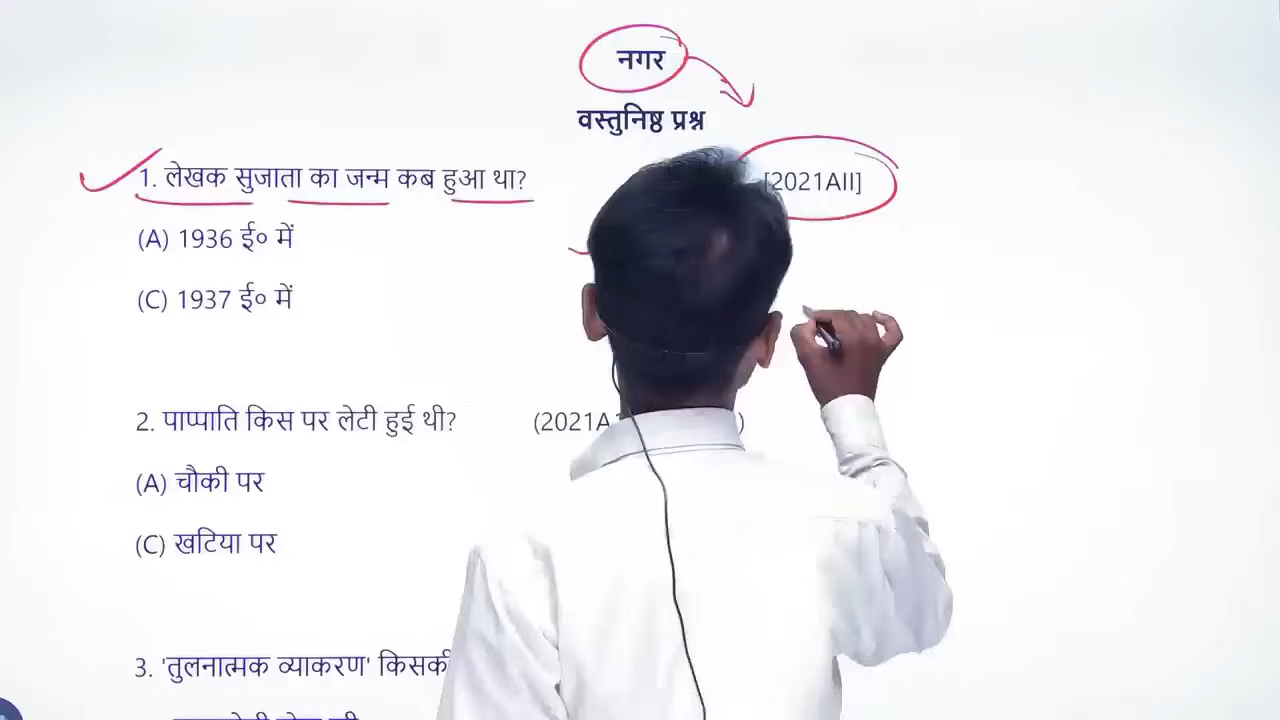 नगर
वस्तुनिष्ठ प्रश्न
1. लेखक सुजाता का जन्म कब हुआ था? [2021AII]
(A) 1936 ई० में
(C) 1937 ई० में
2. पाप्पाति किस पर लेटी हुई थी? (2021A )
(A) चौकी पर
(C) खटिया पर
3. 'तुलनात्मक व्याकरण'